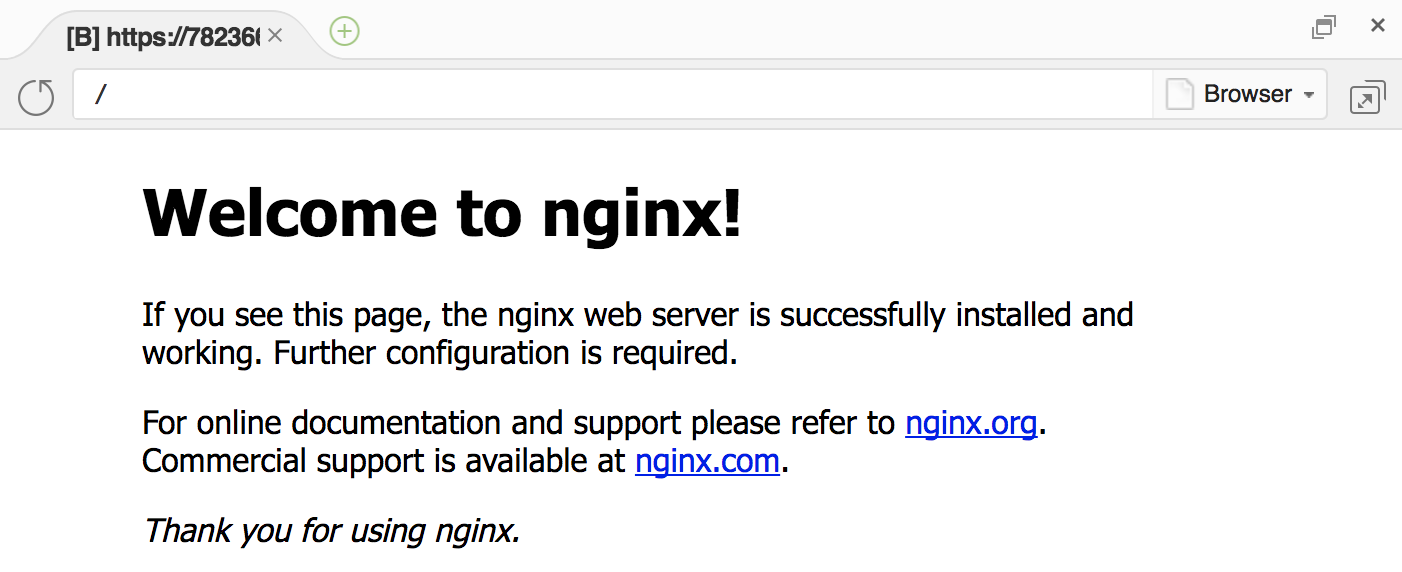 [B] https://78236
/
Browser
Welcome to nginx!
If you see this page, the nginx web server is successfully installed and
working. Further configuration is required.
For online documentation and support please refer to nginx.org.
Commercial support is available at nginx.com.
Thank you for using nginx.